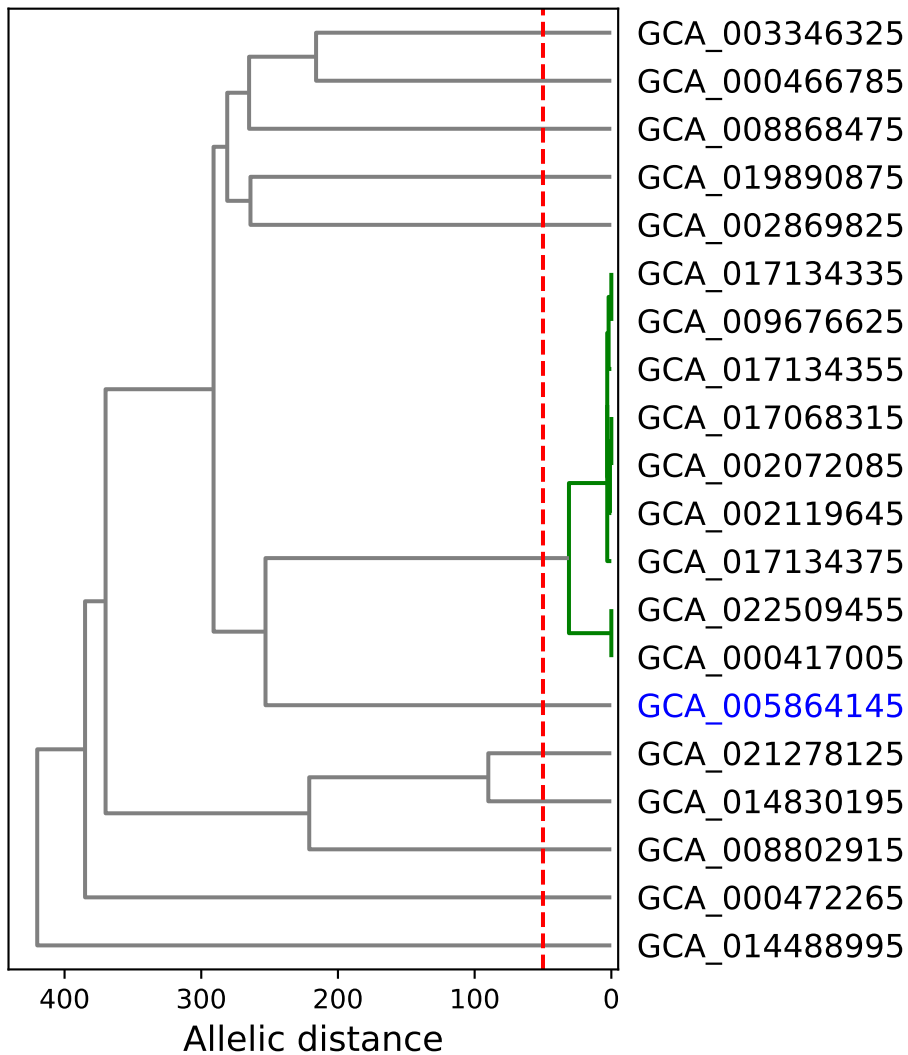 GCA_003346325
GCA_000466785
GCA_008868475
GCA_019890875
GCA_002869825
GCA_017134335
GCA_009676625
GCA_017134355
GCA_017068315
GCA_002072085
GCA_002119645
GCA_017134375
GCA_022509455
GCA_000417005
GCA_005864145
GCA_021278125
GCA_014830195
GCA_008802915
GCA_000472265
GCA_014488995
400 300 200 100 0
Allelic distance